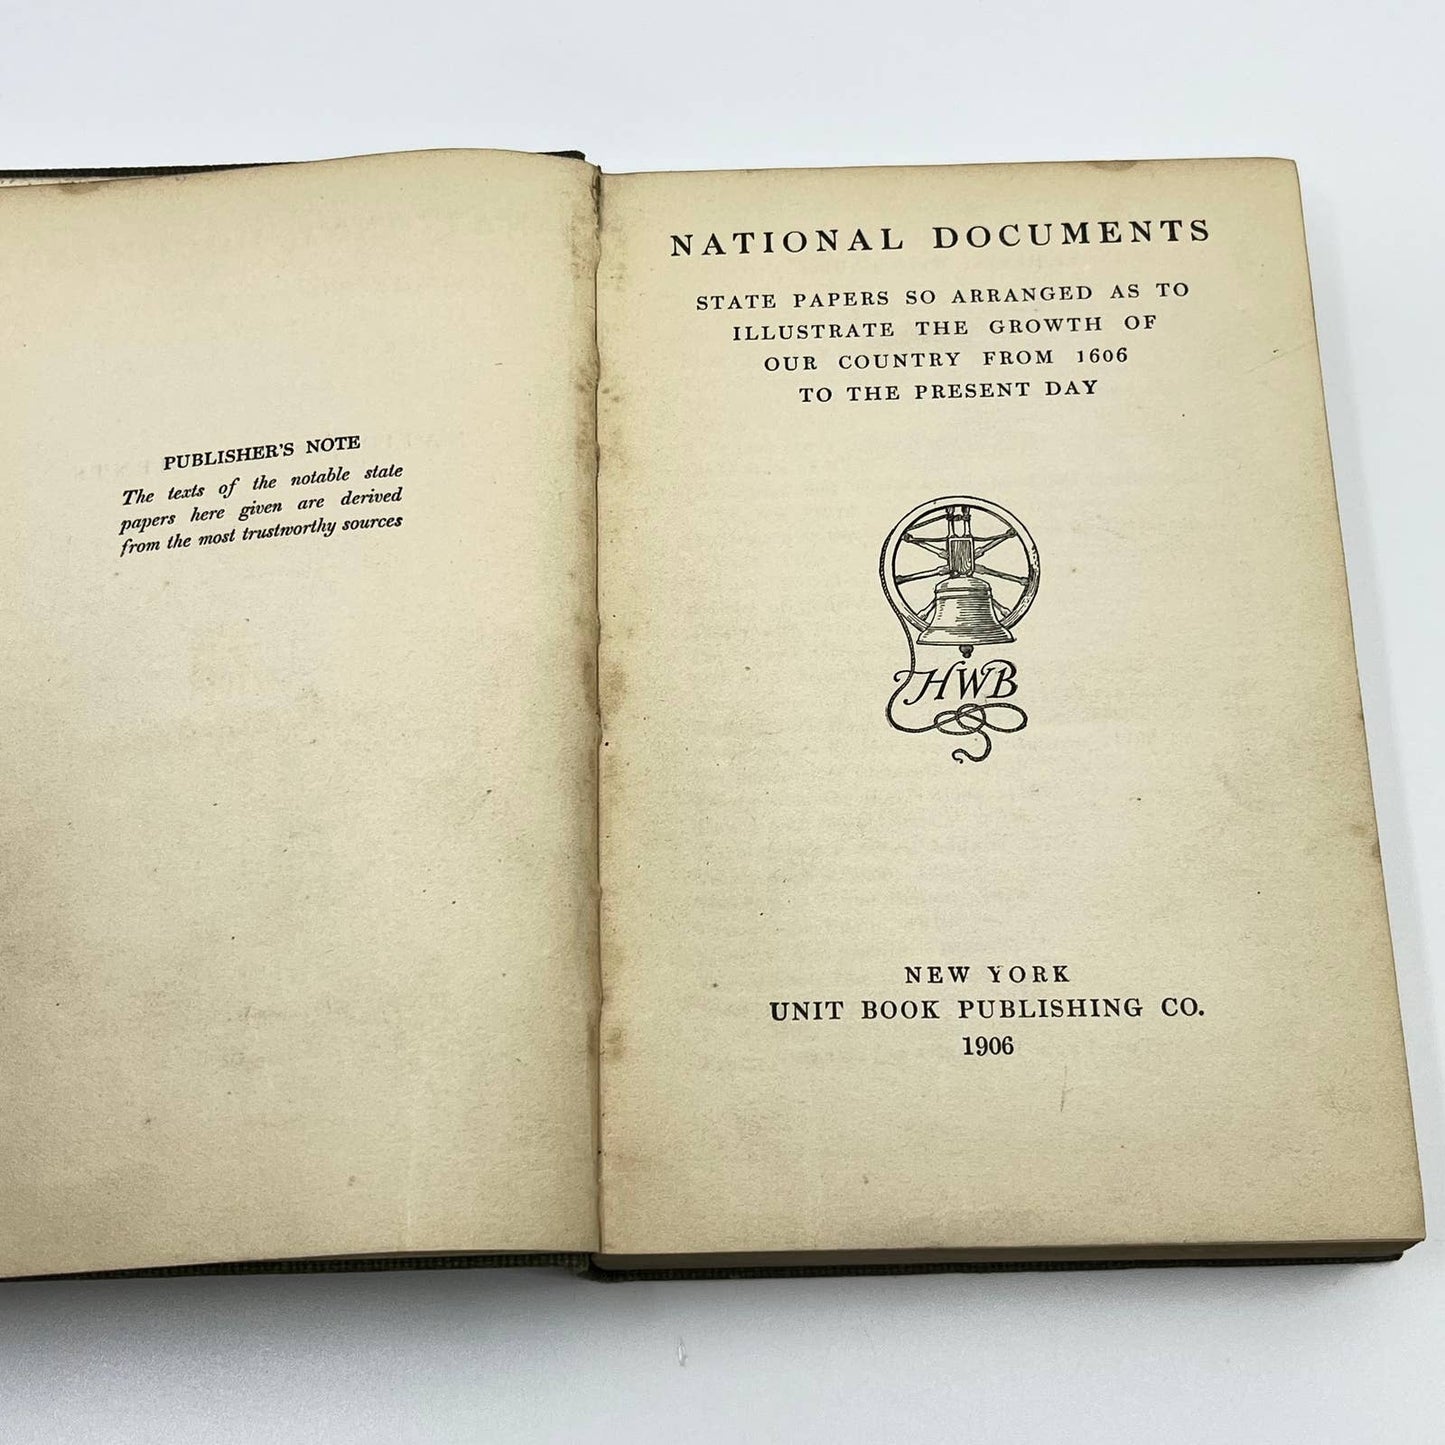 PUBLISHER'S NOTE
The texts of the notable state
papers here given are derived
from the most trustworthy sources
NATIONAL DOCUMENTS
STATE PAPERS SO ARRANGED AS TO
ILLUSTRATE THE GROWTH OF
OUR COUNTRY FROM 1606
TO THE PRESENT DAY
HWB
NEW YORK
UNIT BOOK PUBLISHING CO.
1906